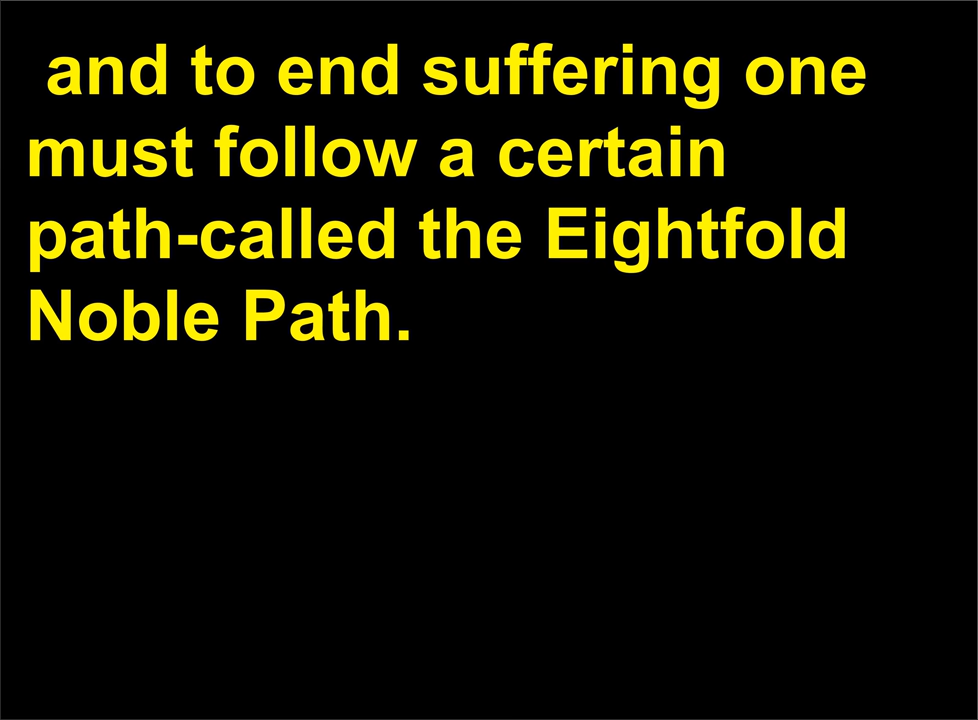 and to end suffering one
must follow a certain
path-called the Eightfold
Noble Path.